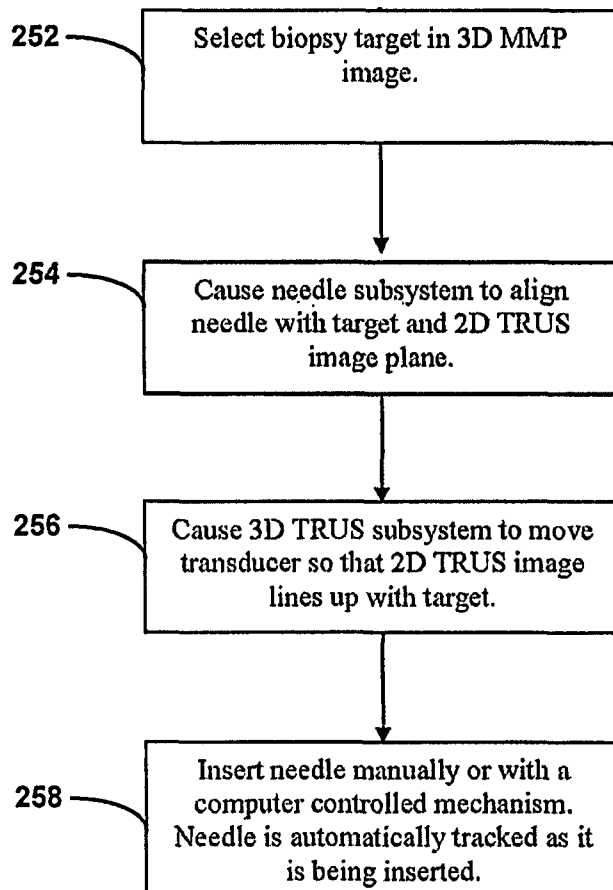 252
Select biopsy target in 3D MMP
image.
254
Cause needle subsystem to align
needle with target and 2D TRUS
image plane.
256
Cause 3D TRUS subsystem to move
transducer so that 2D TRUS image
lines up with target.
258
Insert needle manually or with a
computer controlled mechanism.
Needle is automatically tracked as it
is being inserted.